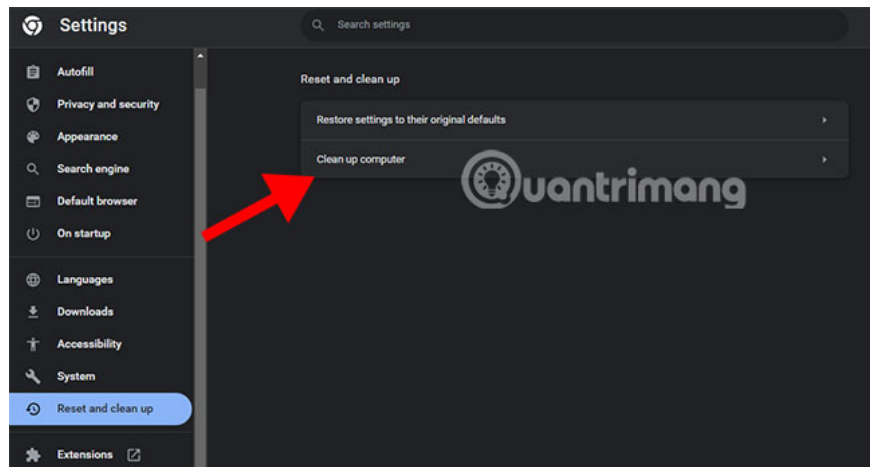 Settings
Search settings
Autofill
Privacy and security
Appearance
Search engine
Default browser
On startup
Languages
Downloads
Accessibility
System
Reset and clean up
Extensions
Reset and clean up
Restore settings to their original defaults
Clean up computer
Quantrimang